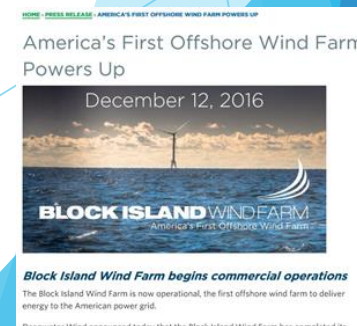 HOME › PRESS RELEASE › AMERICA'S FIRST OFFSHORE WIND FARM POWERS UP
America's First Offshore Wind Farm
Powers Up
December 12, 2016
BLOCK ISLAND WIND FARM
America's First Offshore Wind Farm
Block Island Wind Farm begins commercial operations
The Block Island Wind Farm is now operational, the first offshore wind farm to deliver
energy to the American power grid.